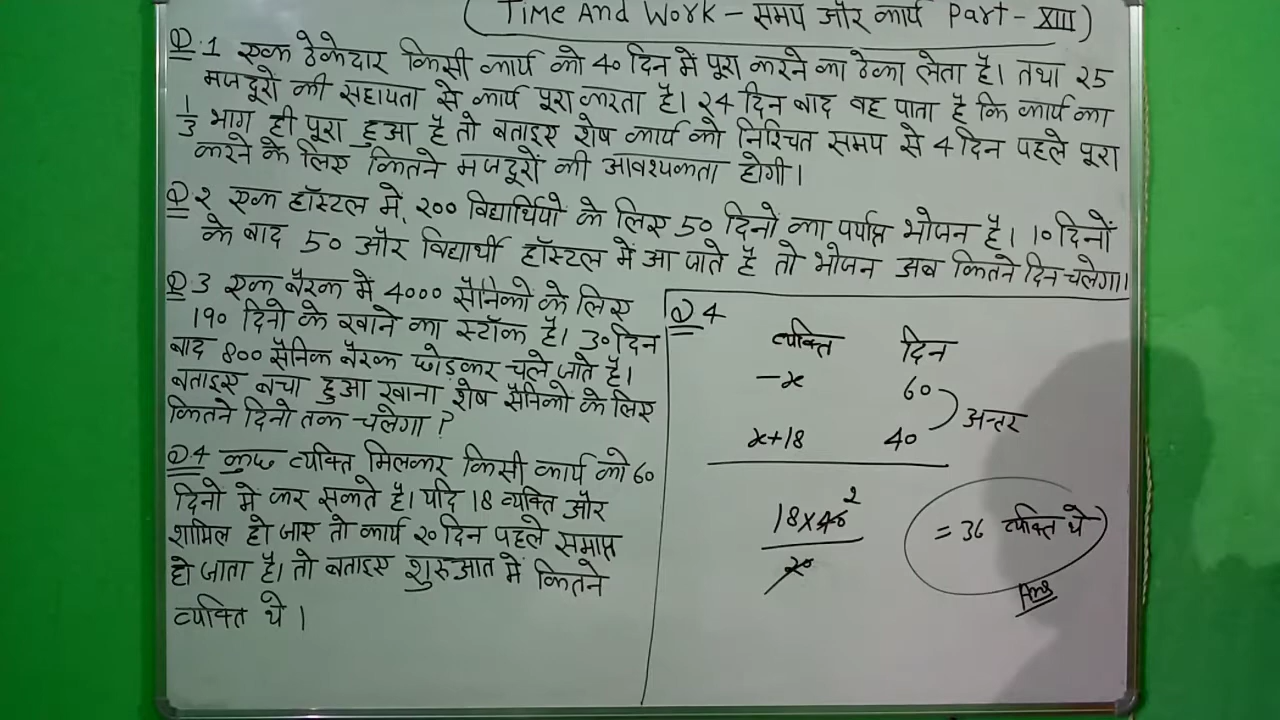 ( Time And Work - समय और कार्य Part - XIII )
Q.1 एक ठेकेदार किसी कार्य को 40 दिन में पूरा करने का ठेका लेता है। तथा 25
मजदूरो की सहायता से कार्य पूरा करता है। 24 दिन बाद वह पाता है कि कार्य का
1/3 भाग ही पूरा हुआ है तो बताइए शेष कार्य को निश्चित समय से 4 दिन पहले पूरा
करने के लिए कितने मजदूरों की आवश्यकता होगी।
Q 2 एक हॉस्टल में, 200 विद्यार्थियो के लिए 50 दिनो का पर्याप्त भोजन है। 10 दिनों
के बाद 50 और विद्यार्थी हॉस्टल में आ जाते है तो भोजन अब कितने दिन चलेगा।
Q 3 एक बैरक में 4000 सैनिको के लिए
190 दिनो के खाने का स्टॉक है। 30 दिन
बाद 800 सैनिक बैरक छोड़कर चले जाते है।
बताइए बचा हुआ खाना शेष सैनिको के लिए
कितने दिनो तक चलेगा ?
Q4 कुछ व्यक्ति मिलकर किसी कार्य को 60
दिनो मे कर सकते है। यदि 18 व्यक्ति और
शामिल हो जाए तो कार्य 20 दिन पहले समाप्त
हो जाता है। तो बताइए शुरुआत में कितने
व्यक्ति थे ।
Q 4
व्यक्ति दिन
- x 60
अन्तर
x+18 40
18 x 40 2
20
= 36 व्यक्ति थे
Ans